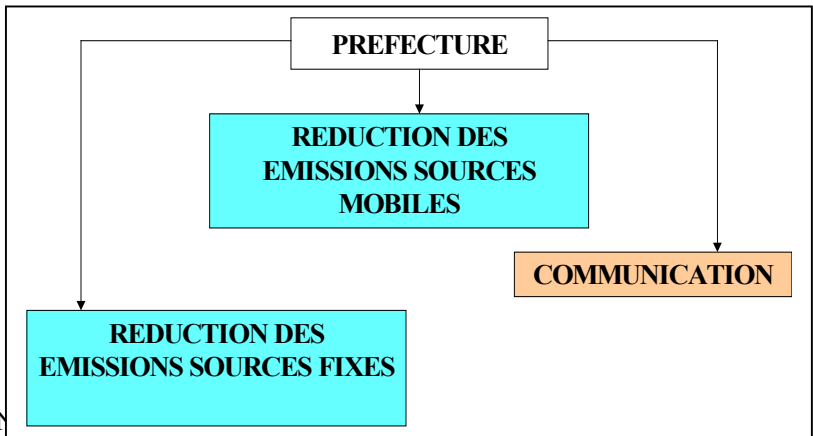 PREFECTURE
REDUCTION DES
EMISSIONS SOURCES
MOBILES
COMMUNICATION
REDUCTION DES
EMISSIONS SOURCES FIXES